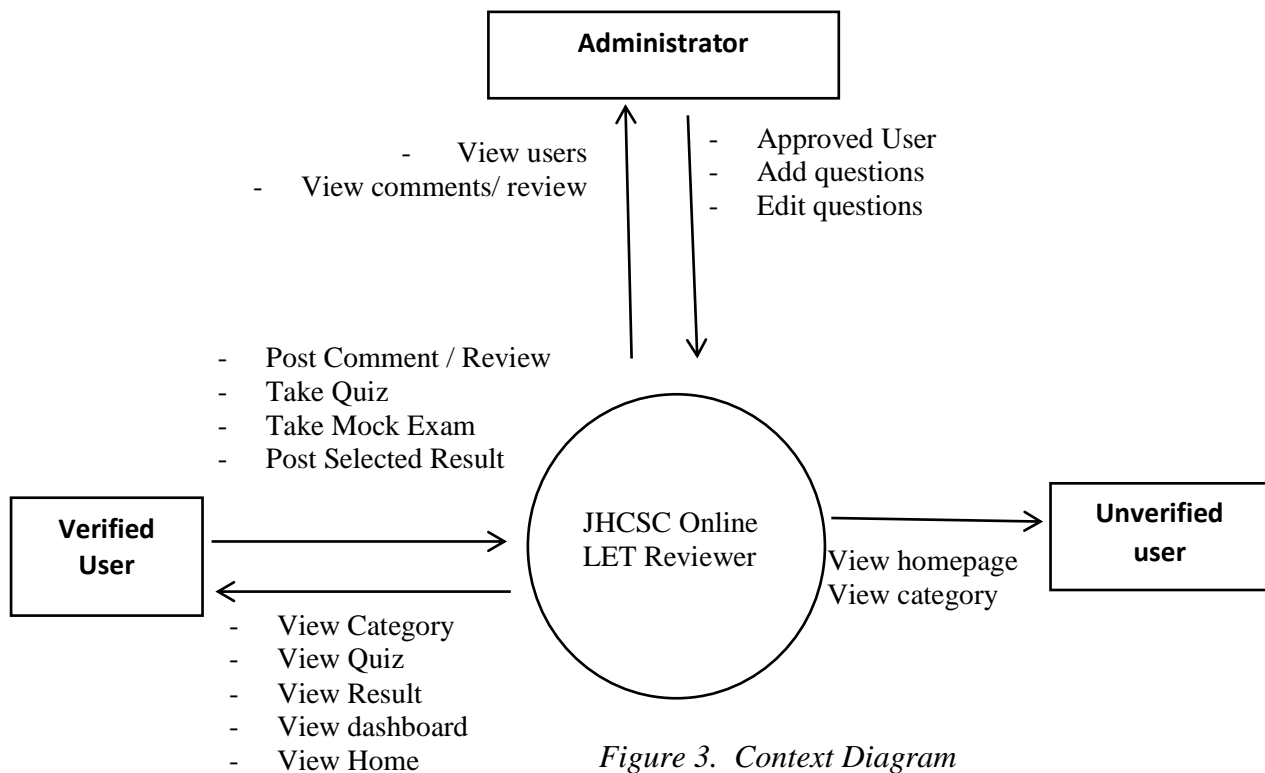 Administrator
- View users
- View comments/ review
- Approved User
- Add questions
- Edit questions
- Post Comment / Review
- Take Quiz
- Take Mock Exam
- Post Selected Result
Verified
User
JHCSC Online
LET Reviewer
Unverified
user
View homepage
View category
- View Category
- View Quiz
- View Result
- View dashboard
- View Home
Figure 3. Context Diagram